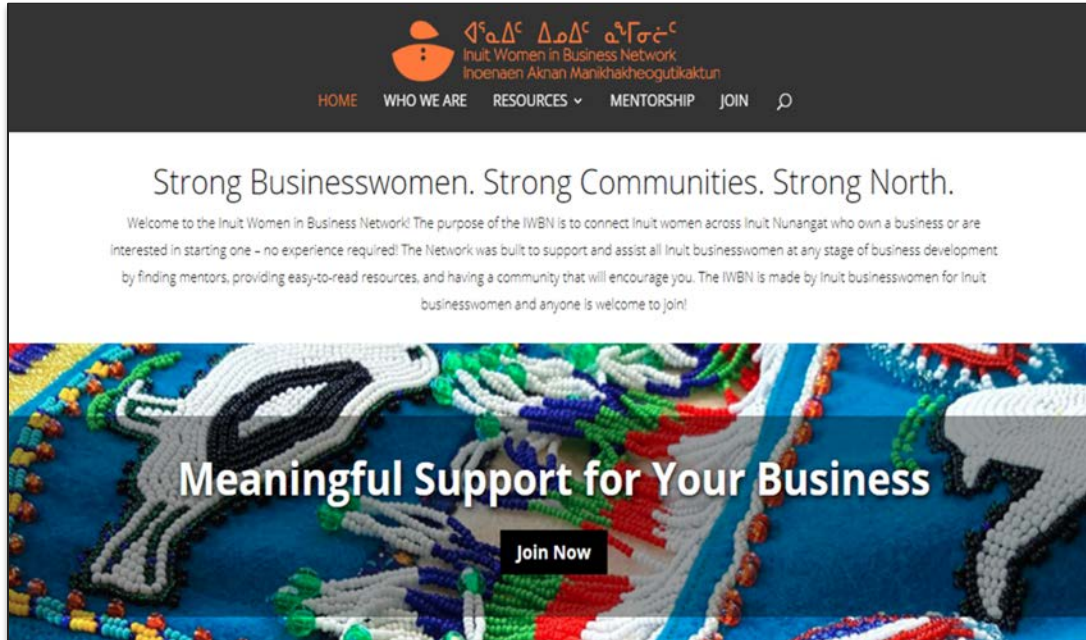 ᐊᕐᓇᐃᑦ ᐃᓄᐃᑦ ᓇᖕᒥᓂᓖᑦ
Inuit Women in Business Network
Inoenaen Aknan Manikhakheogutikaktun
HOME WHO WE ARE RESOURCES MENTORSHIP JOIN
Strong Businesswomen. Strong Communities. Strong North.
Welcome to the Inuit Women in Business Network! The purpose of the IWBN is to connect Inuit women across Inuit Nunangat who own a business or are
interested in starting one – no experience required! The Network was built to support and assist all Inuit businesswomen at any stage of business development
by finding mentors, providing easy-to-read resources, and having a community that will encourage you. The IWBN is made by Inuit businesswomen for Inuit
businesswomen and anyone is welcome to join!
Meaningful Support for Your Business
Join Now